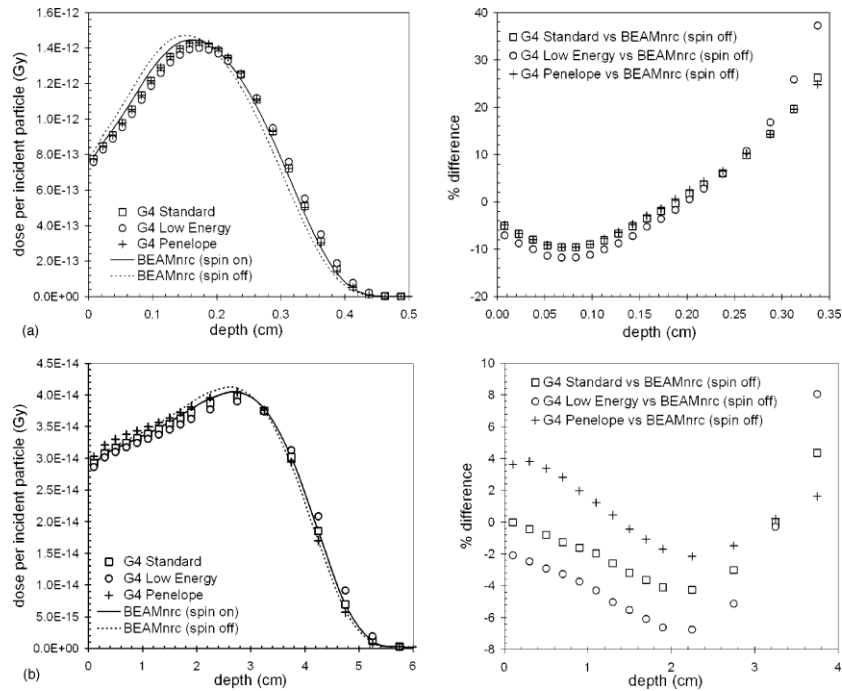 dose per incident particle (Gy)
1.6E-12
1.4E-12
1.2E-12
1.0E-12
8.0E-13
6.0E-13
4.0E-13
2.0E-13
0.0E+00
G4 Standard
G4 Low Energy
G4 Penelope
BEAMnrc (spin on)
BEAMnrc (spin off)
0 0.1 0.2 0.3 0.4 0.5
depth (cm)
(a)
% difference
40
30
20
10
0
-10
-20
G4 Standard vs BEAMnrc (spin off)
G4 Low Energy vs BEAMnrc (spin off)
G4 Penelope vs BEAMnrc (spin off)
0.00 0.05 0.10 0.15 0.20 0.25 0.30 0.35
depth (cm)
dose per incident particle (Gy)
4.5E-14
4.0E-14
3.5E-14
3.0E-14
2.5E-14
2.0E-14
1.5E-14
1.0E-14
5.0E-15
0.0E+00
G4 Standard
G4 Low Energy
G4 Penelope
BEAMnrc (spin on)
BEAMnrc (spin off)
0 1 2 3 4 5 6
depth (cm)
(b)
% difference
10
8
6
4
2
0
-2
-4
-6
-8
G4 Standard vs BEAMnrc (spin off)
G4 Low Energy vs BEAMnrc (spin off)
G4 Penelope vs BEAMnrc (spin off)
0 1 2 3 4
depth (cm)